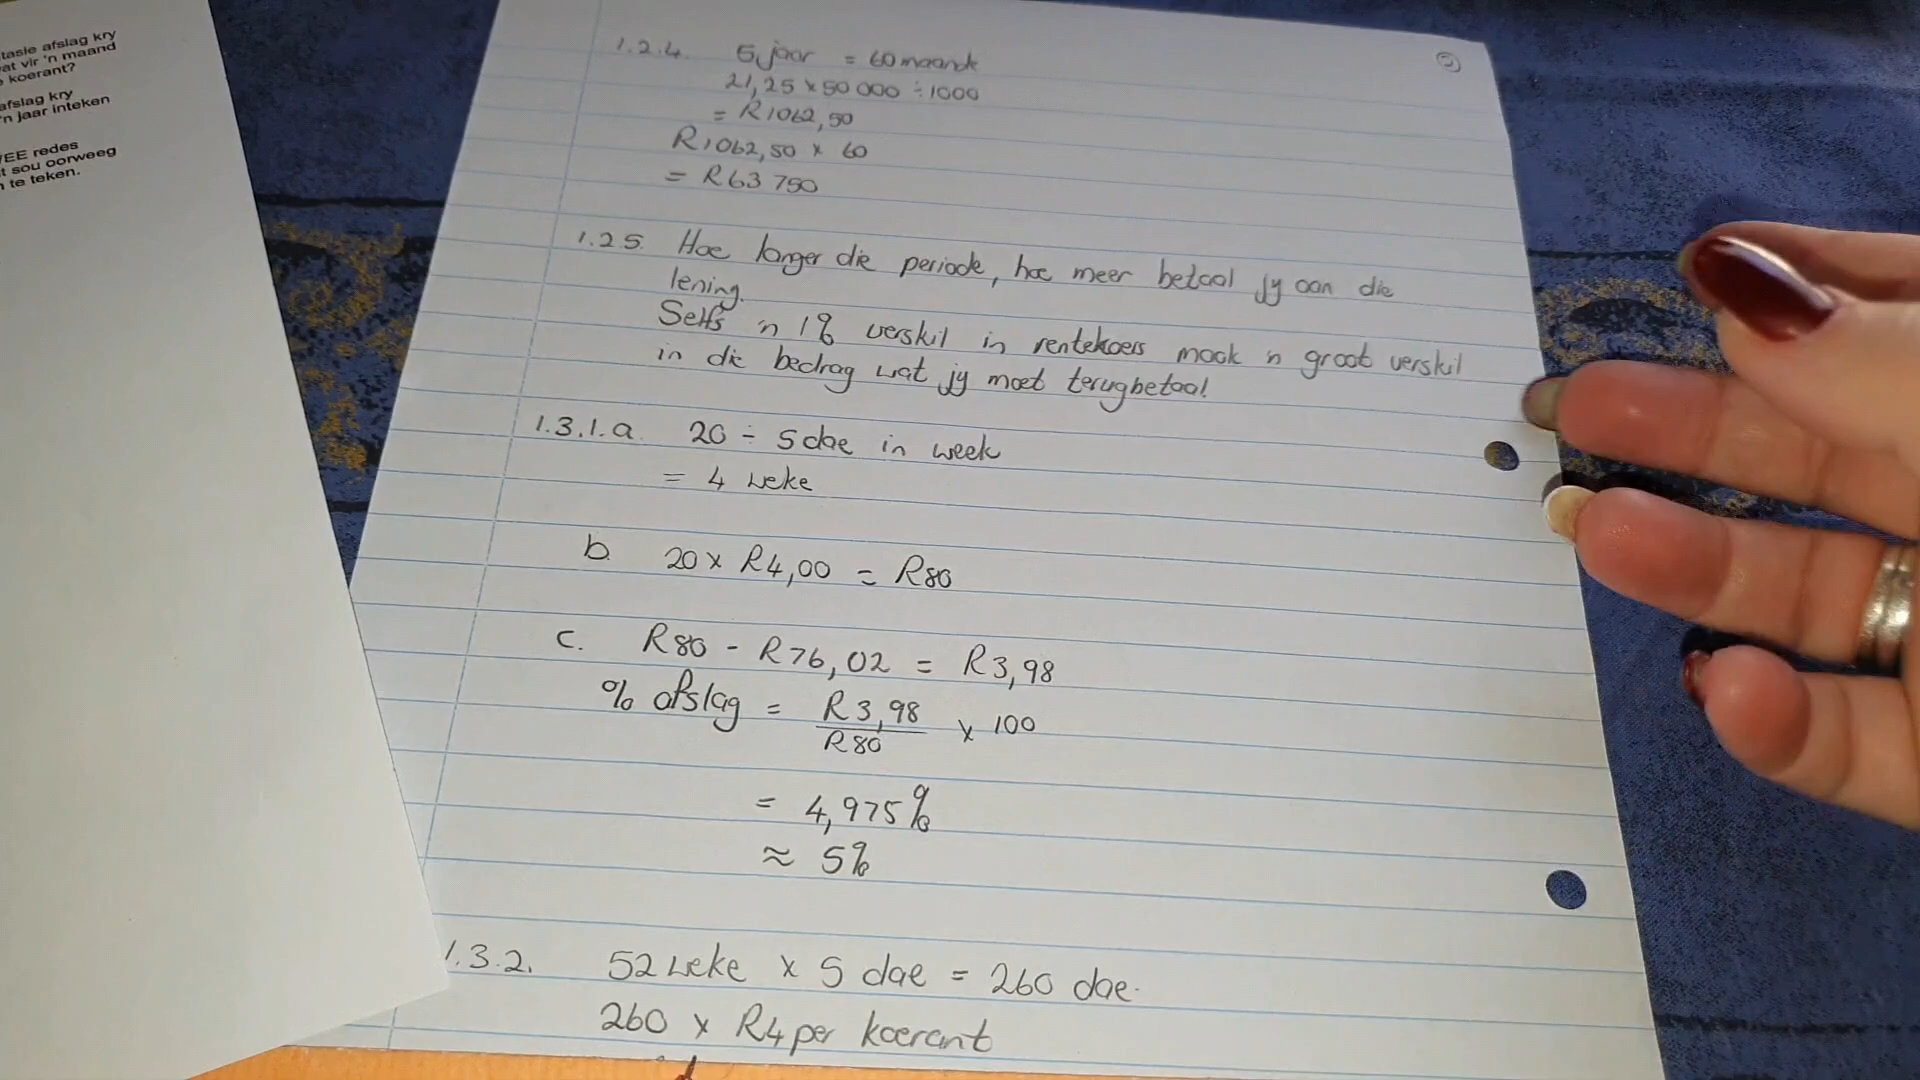 tasie afslag kry
at vir 'n maand
koerant?
afslag kry
'n jaar inteken
EE redes
t sou oorweeg
te teken.
1.2.4. 5 jaar = 60 maande
21,25 x 50 000 ÷ 1000
= R1062,50
R1062,50 x 60
= R63 750
1.2.5. Hoe langer die periode, hoe meer betaal jy aan die
lening.
Selfs 'n 1% verskil in rentekoers maak 'n groot verskil
in die bedrag wat jy moet terugbetaal.
1.3.1.a. 20 ÷ 5 dae in week
= 4 weke
b. 20 x R4,00 = R80
c. R80 - R76,02 = R3,98
% afslag = R3,98
R80 x 100
= 4,975%
≈ 5%
1.3.2. 52 weke x 5 dae = 260 dae.
260 x R4 per koerant